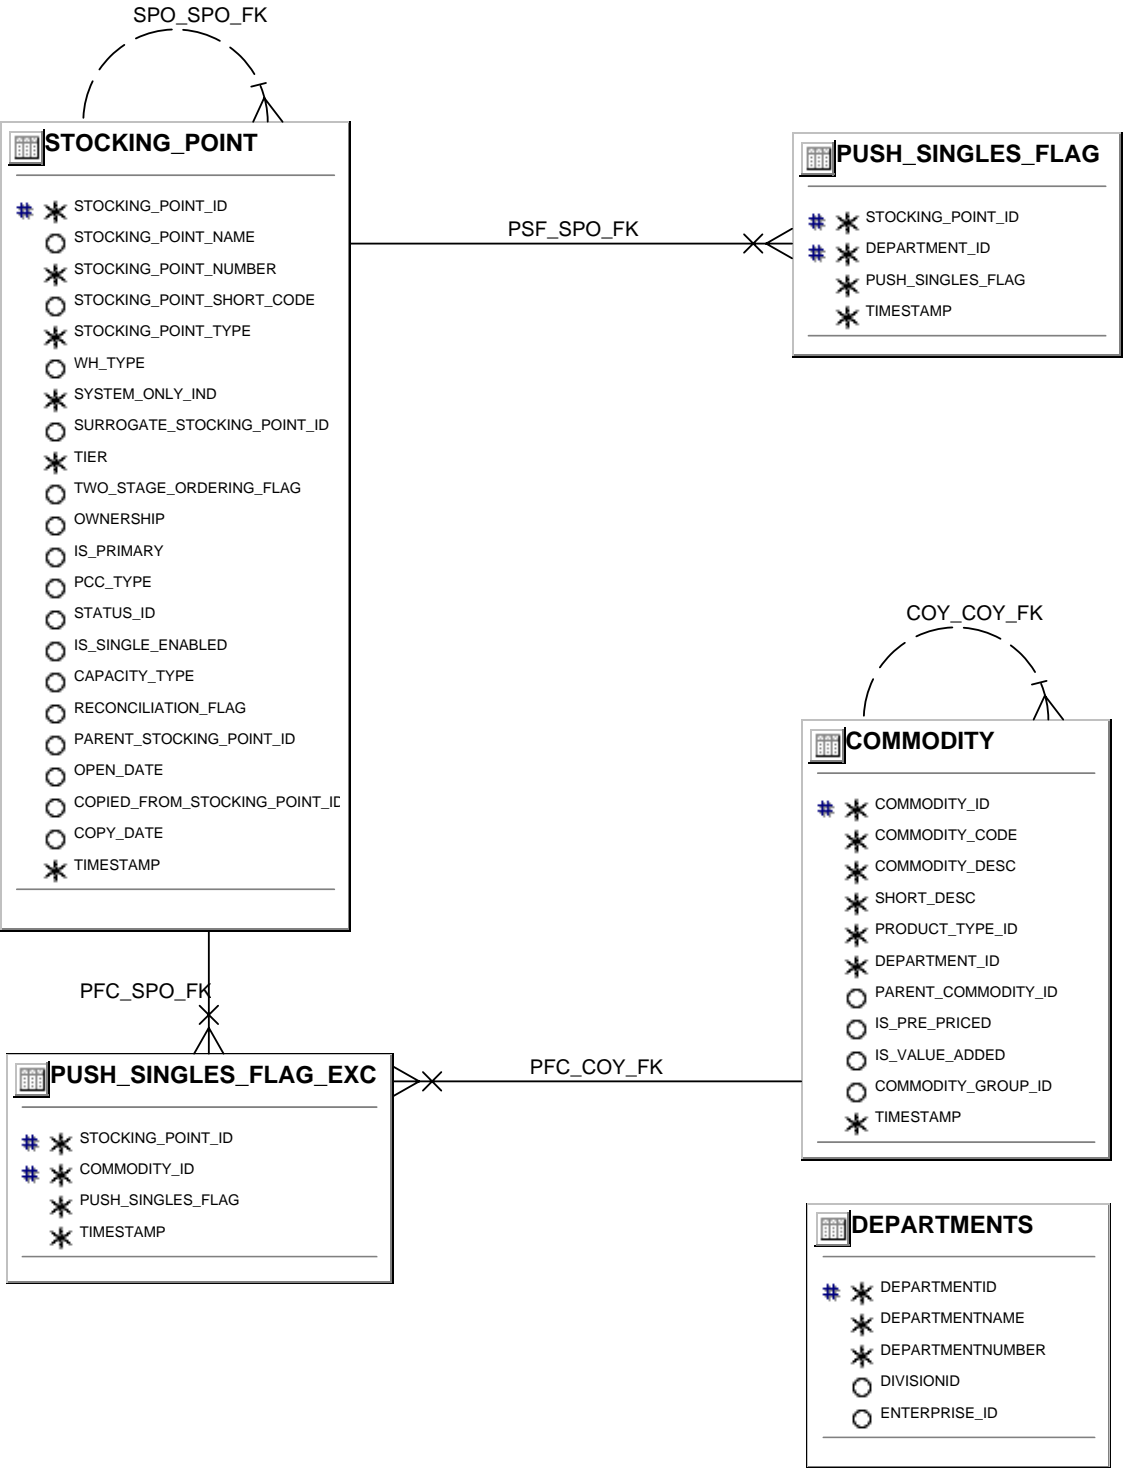 SPO_SPO_FK
STOCKING_POINT
STOCKING_POINT_ID
STOCKING_POINT_NAME
STOCKING_POINT_NUMBER
STOCKING_POINT_SHORT_CODE
STOCKING_POINT_TYPE
WH_TYPE
SYSTEM_ONLY_IND
SURROGATE_STOCKING_POINT_ID
TIER
TWO_STAGE_ORDERING_FLAG
OWNERSHIP
IS_PRIMARY
PCC_TYPE
STATUS_ID
IS_SINGLE_ENABLED
CAPACITY_TYPE
RECONCILIATION_FLAG
PARENT_STOCKING_POINT_ID
OPEN_DATE
COPIED_FROM_STOCKING_POINT_ID
COPY_DATE
TIMESTAMP
PSF_SPO_FK
PUSH_SINGLES_FLAG
STOCKING_POINT_ID
DEPARTMENT_ID
PUSH_SINGLES_FLAG
TIMESTAMP
COY_COY_FK
COMMODITY
COMMODITY_ID
COMMODITY_CODE
COMMODITY_DESC
SHORT_DESC
PRODUCT_TYPE_ID
DEPARTMENT_ID
PARENT_COMMODITY_ID
IS_PRE_PRICED
IS_VALUE_ADDED
COMMODITY_GROUP_ID
TIMESTAMP
PFC_SPO_FK
PFC_COY_FK
PUSH_SINGLES_FLAG_EXC
STOCKING_POINT_ID
COMMODITY_ID
PUSH_SINGLES_FLAG
TIMESTAMP
DEPARTMENTS
DEPARTMENTID
DEPARTMENTNAME
DEPARTMENTNUMBER
DIVISIONID
ENTERPRISE_ID